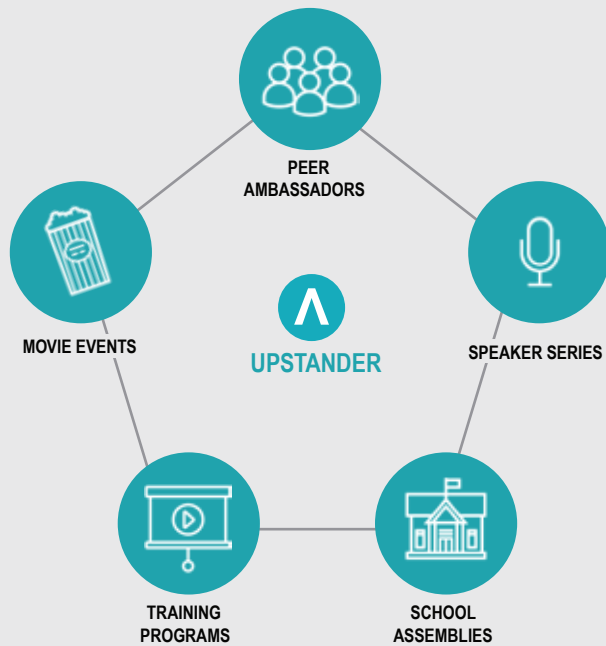 PEER
AMBASSADORS
MOVIE EVENTS
SPEAKER SERIES
UPSTANDER
TRAINING
PROGRAMS
SCHOOL
ASSEMBLIES